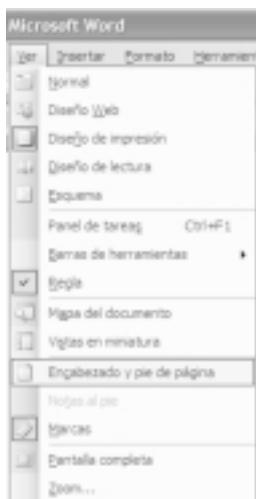 Microsoft Word
Ver Insertar Formato Herramien
Normal
Diseño Web
Diseño de impresión
Diseño de lectura
Esquema
Panel de tareas Ctrl+F1
Barras de herramientas
Regla
Mapa del documento
Vistas en miniatura
Encabezado y pie de página
Notas al pie
Marcas
Pantalla completa
Zoom...